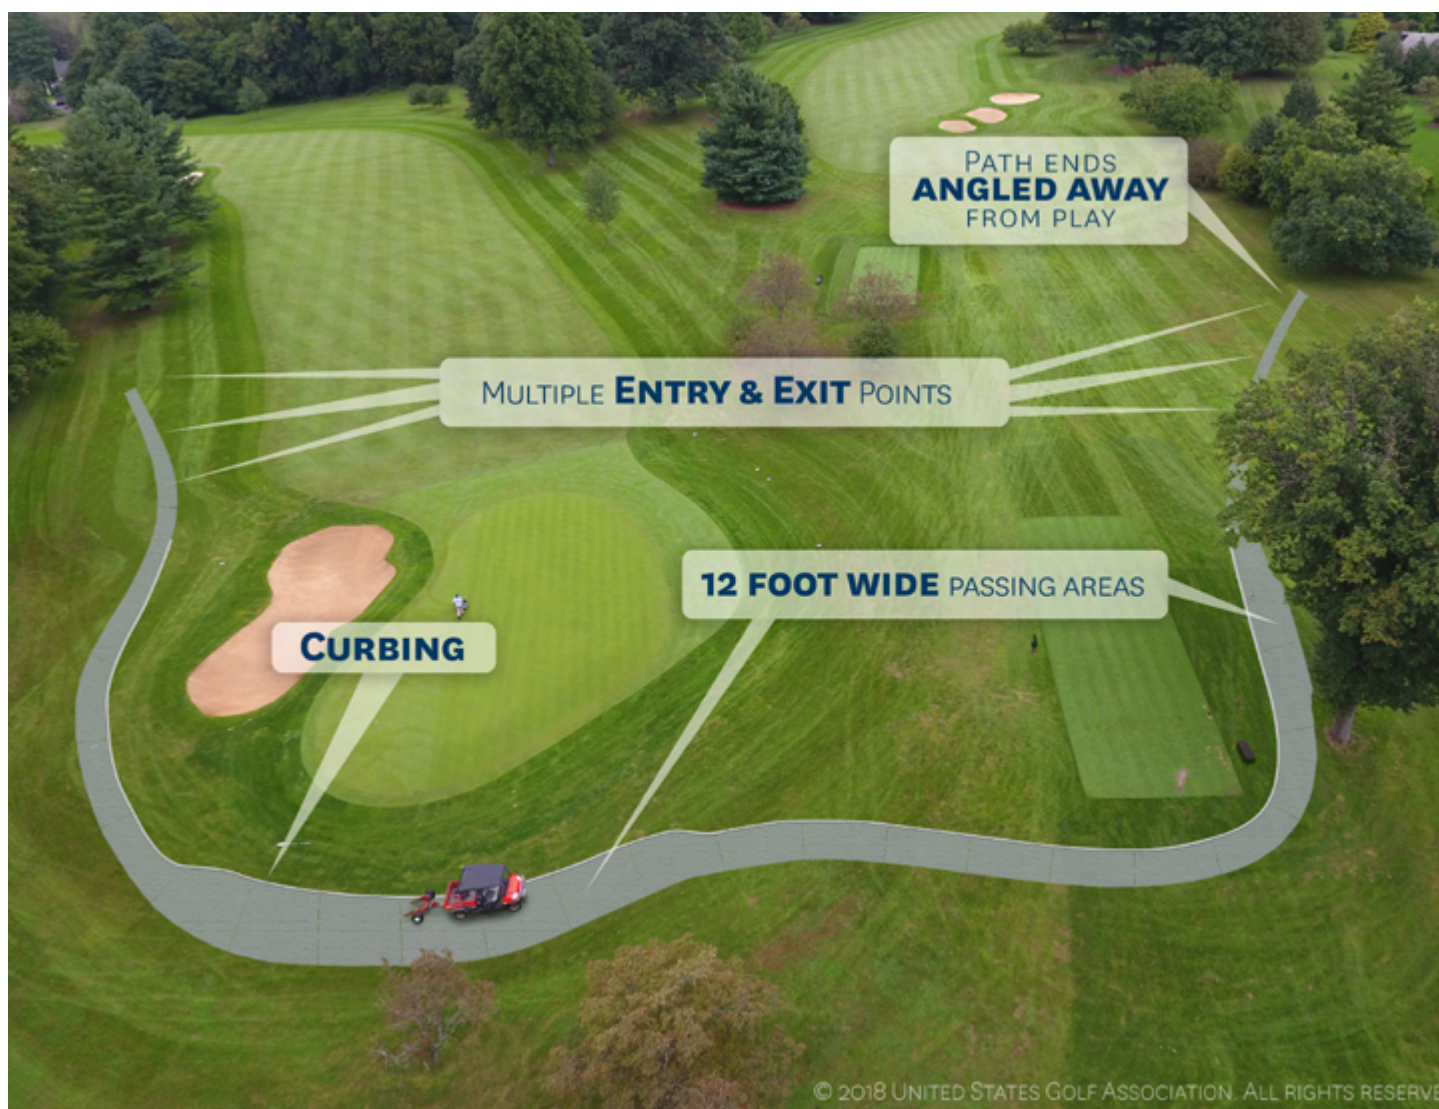 PATH ENDS
ANGLED AWAY
FROM PLAY
MULTIPLE ENTRY & EXIT POINTS
12 FOOT WIDE PASSING AREAS
CURBING
© 2018 UNITED STATES GOLF ASSOCIATION. ALL RIGHTS RESERVE